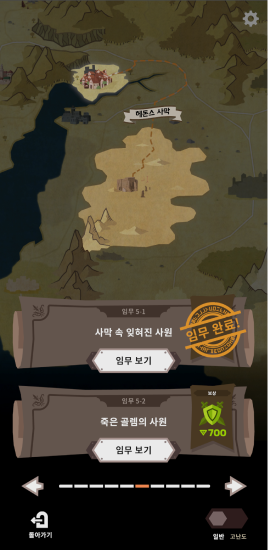 헤돈스 사막
임무 5-1
사막 속 잊혀진 사원
임무 완료!
임무 보기
임무 5-2
보상
죽은 골렘의 사원
700
임무 보기
돌아가기
일반 고난도